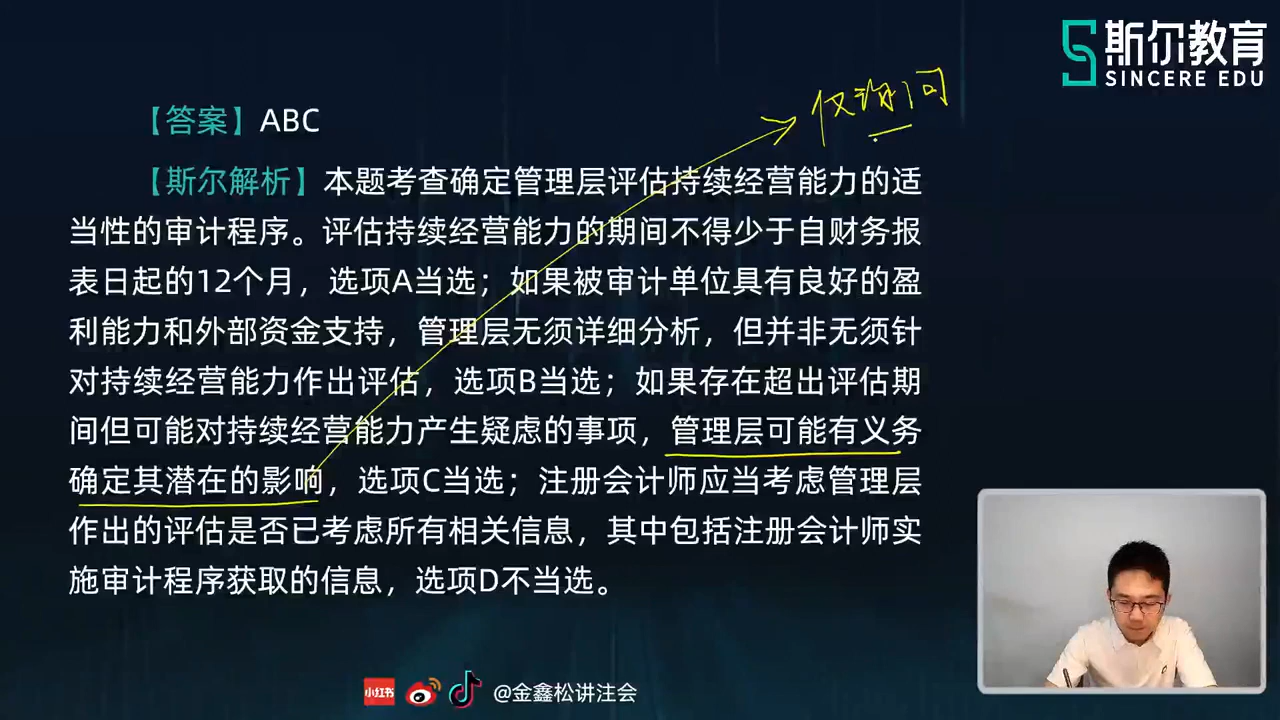 斯尔教育
SINCERE EDU
仅询问
【答案】ABC
【斯尔解析】本题考查确定管理层评估持续经营能力的适
当性的审计程序。评估持续经营能力的期间不得少于自财务报
表日起的12个月，选项A当选；如果被审计单位具有良好的盈
利能力和外部资金支持，管理层无须详细分析，但并非无须针
对持续经营能力作出评估，选项B当选；如果存在超出评估期
间但可能对持续经营能力产生疑虑的事项，管理层可能有义务
确定其潜在的影响，选项C当选；注册会计师应当考虑管理层
作出的评估是否已考虑所有相关信息，其中包括注册会计师实
施审计程序获取的信息，选项D不当选。
小红书
@金鑫松讲注会